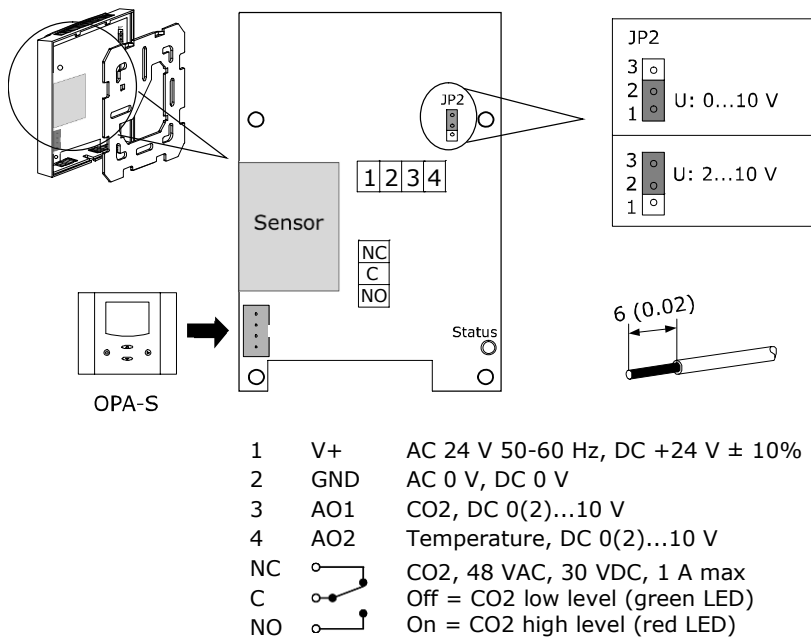 JP2
JP2
3
2
1
U: 0...10 V
3
2
1
U: 2...10 V
1 2 3 4
Sensor
NC
C
NO
Status
6 (0.02)
OPA-S
1 V+ AC 24 V 50-60 Hz, DC +24 V ± 10%
2 GND AC 0 V, DC 0 V
3 AO1 CO2, DC 0(2)...10 V
4 AO2 Temperature, DC 0(2)...10 V
NC CO2, 48 VAC, 30 VDC, 1 A max
C Off = CO2 low level (green LED)
NO On = CO2 high level (red LED)